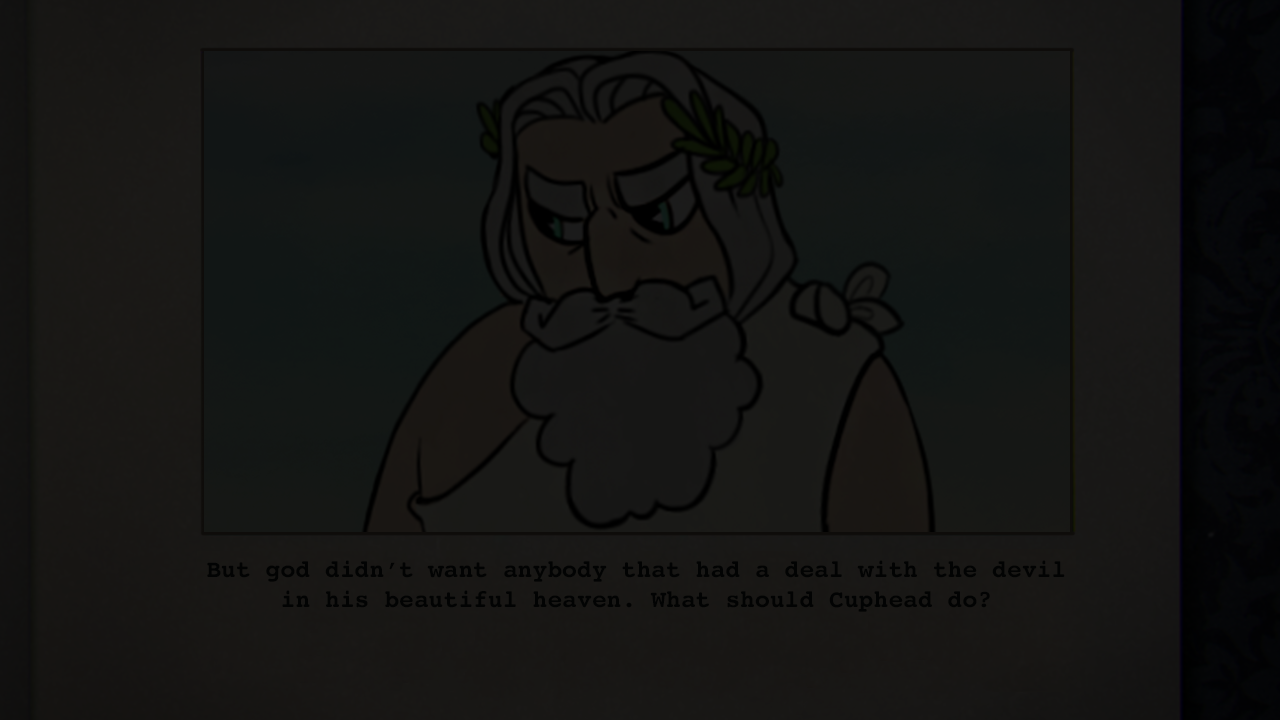 But god didn't want anybody that had a deal with the devil
in his beautiful heaven. What should Cuphead do?